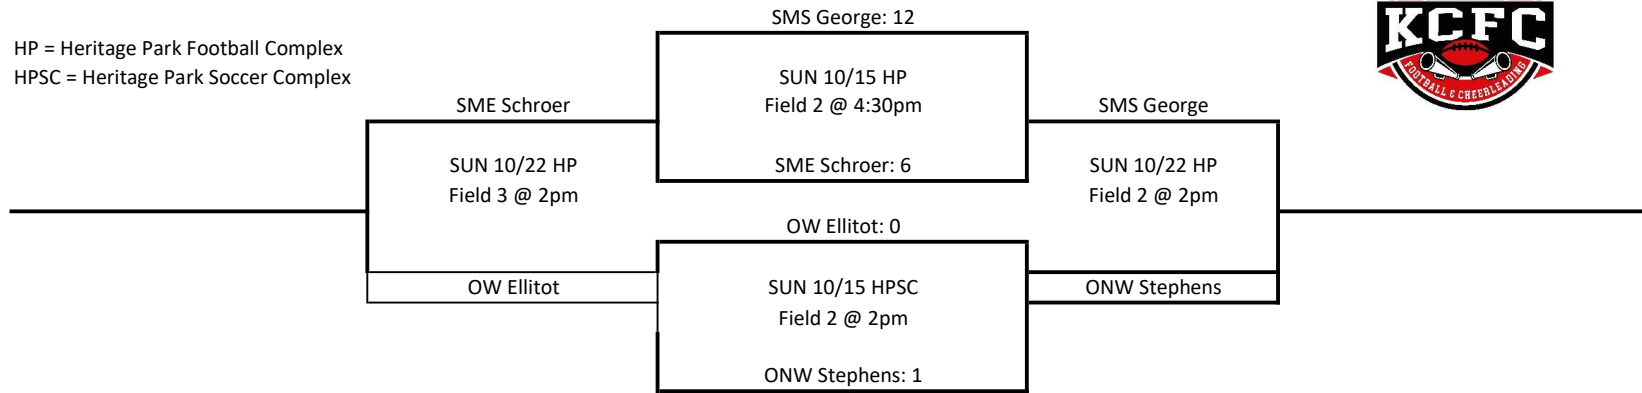 SMS George: 12
KCFC
FOOTBALL & CHEERLEADING
HP = Heritage Park Football Complex
HPSC = Heritage Park Soccer Complex
SUN 10/15 HP
Field 2 @ 4:30pm
SME Schroer
SMS George
SUN 10/22 HP
Field 3 @ 2pm
SME Schroer: 6
SUN 10/22 HP
Field 2 @ 2pm
OW Ellitot: 0
OW Ellitot
SUN 10/15 HPSC
Field 2 @ 2pm
ONW Stephens
ONW Stephens: 1